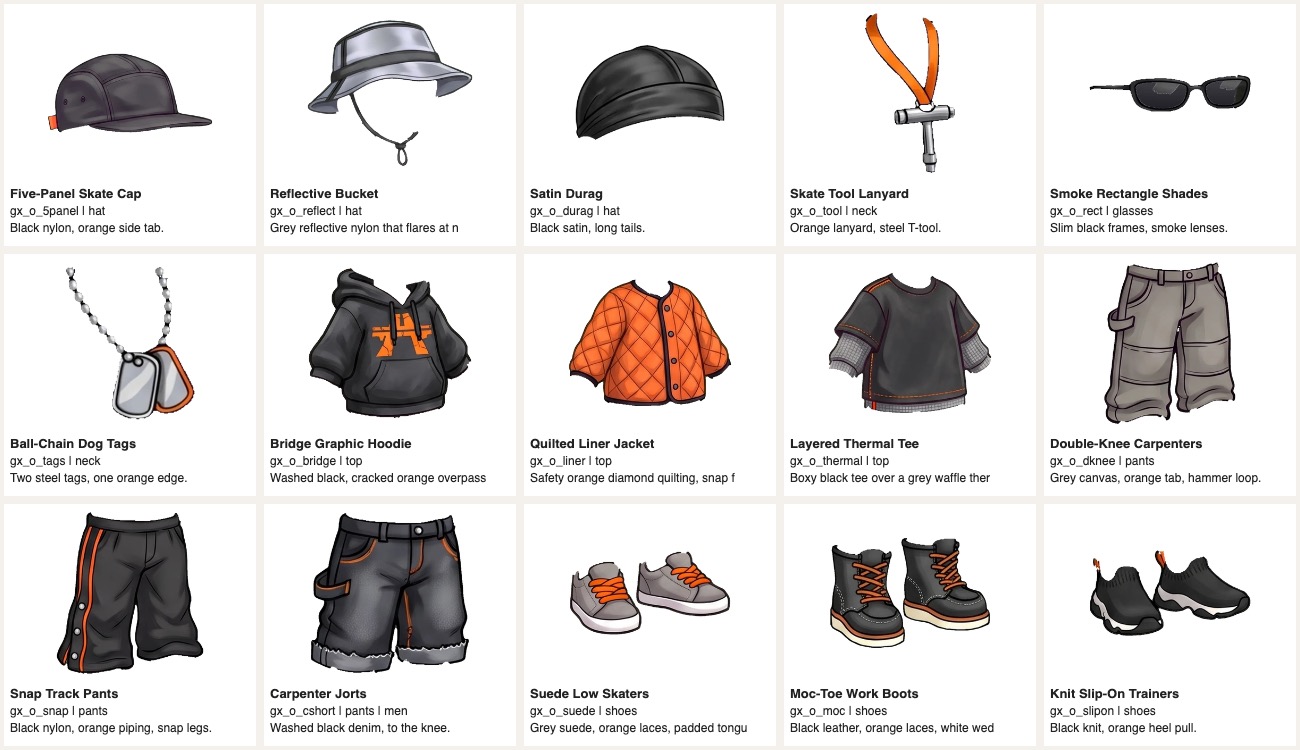 Five-Panel Skate Cap
gx_o_5panel | hat
Black nylon, orange side tab.
Reflective Bucket
gx_o_reflect | hat
Grey reflective nylon that flares at n
Satin Durag
gx_o_durag | hat
Black satin, long tails.
Skate Tool Lanyard
gx_o_tool | neck
Orange lanyard, steel T-tool.
Smoke Rectangle Shades
gx_o_rect | glasses
Slim black frames, smoke lenses.
Ball-Chain Dog Tags
gx_o_tags | neck
Two steel tags, one orange edge.
Bridge Graphic Hoodie
gx_o_bridge | top
Washed black, cracked orange overpass
Quilted Liner Jacket
gx_o_liner | top
Safety orange diamond quilting, snap f
Layered Thermal Tee
gx_o_thermal | top
Boxy black tee over a grey waffle ther
Double-Knee Carpenters
gx_o_dknee | pants
Grey canvas, orange tab, hammer loop.
Snap Track Pants
gx_o_snap | pants
Black nylon, orange piping, snap legs.
Carpenter Jorts
gx_o_cshort | pants | men
Washed black denim, to the knee.
Suede Low Skaters
gx_o_suede | shoes
Grey suede, orange laces, padded tongu
Moc-Toe Work Boots
gx_o_moc | shoes
Black leather, orange laces, white wed
Knit Slip-On Trainers
gx_o_slipon | shoes
Black knit, orange heel pull.